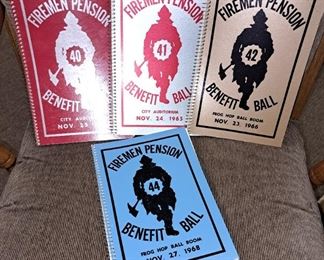 FIREMEN PENSION
40
BENEFIT
CITY
NOV. 25
FIREMEN PENSION
41
BENEFIT BALL
CITY AUDITORIUM
NOV. 24, 1965
FIREMEN PENSION
42
BENEFIT BALL
FROG HOP BALL ROOM
NOV. 23, 1966
FIREMEN PENSION
44
BENEFIT BALL
FROG HOP BALL ROOM
NOV. 27, 1968